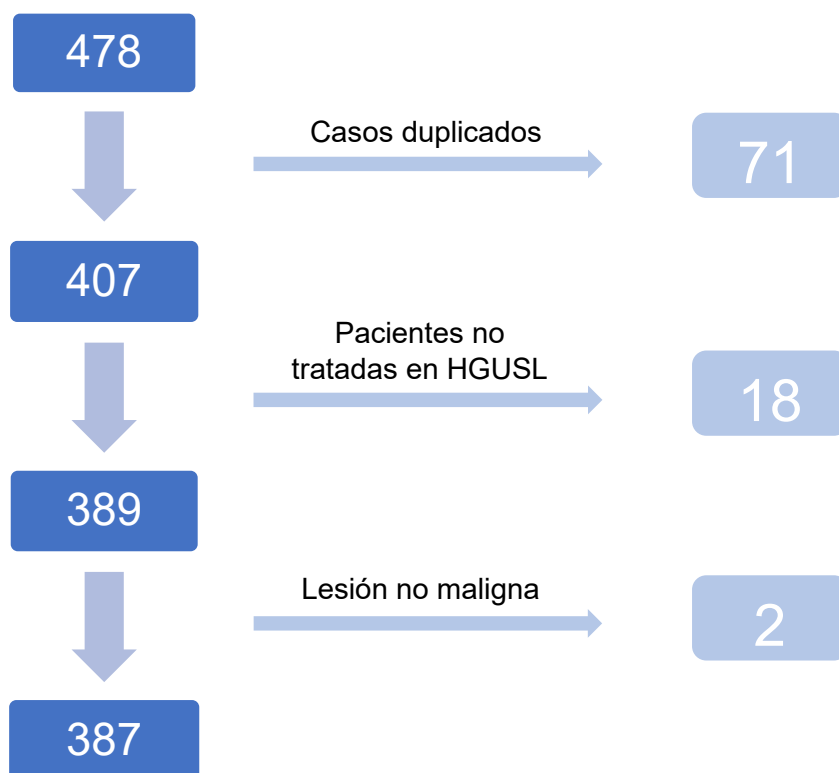 478
Casos duplicados
71
407
Pacientes no
tratadas en HGUSL
18
389
Lesión no maligna
2
387